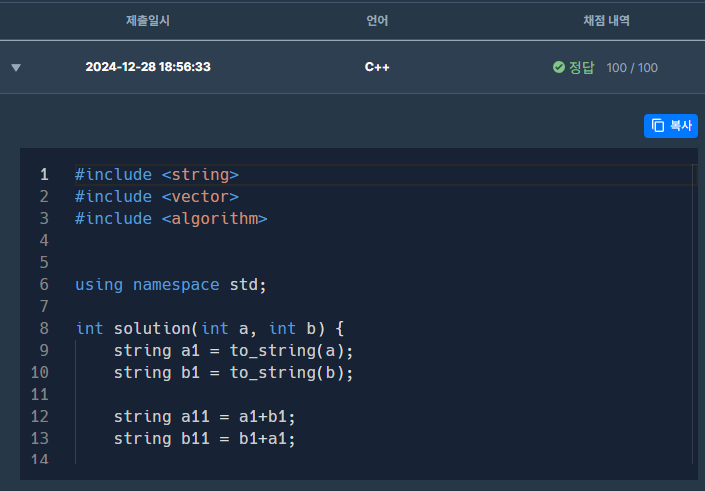 제출일시 언어 채점 내역
▼ 2024-12-28 18:56:33 C++ 정답 100 / 100
복사
1 #include <string>
2 #include <vector>
3 #include <algorithm>
4
5
6 using namespace std;
7
8 int solution(int a, int b) {
9 string a1 = to_string(a);
10 string b1 = to_string(b);
11
12 string a11 = a1+b1;
13 string b11 = b1+a1;
14